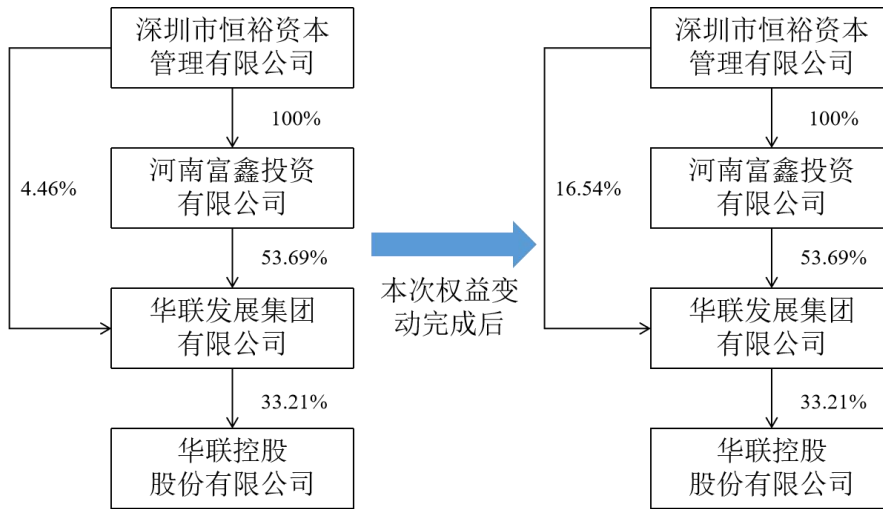 深圳市恒裕资本
管理有限公司
100%
河南富鑫投资
有限公司
4.46%
53.69%
华联发展集团
有限公司
33.21%
华联控股
股份有限公司
本次权益变
动完成后
深圳市恒裕资本
管理有限公司
100%
河南富鑫投资
有限公司
16.54%
53.69%
华联发展集团
有限公司
33.21%
华联控股
股份有限公司